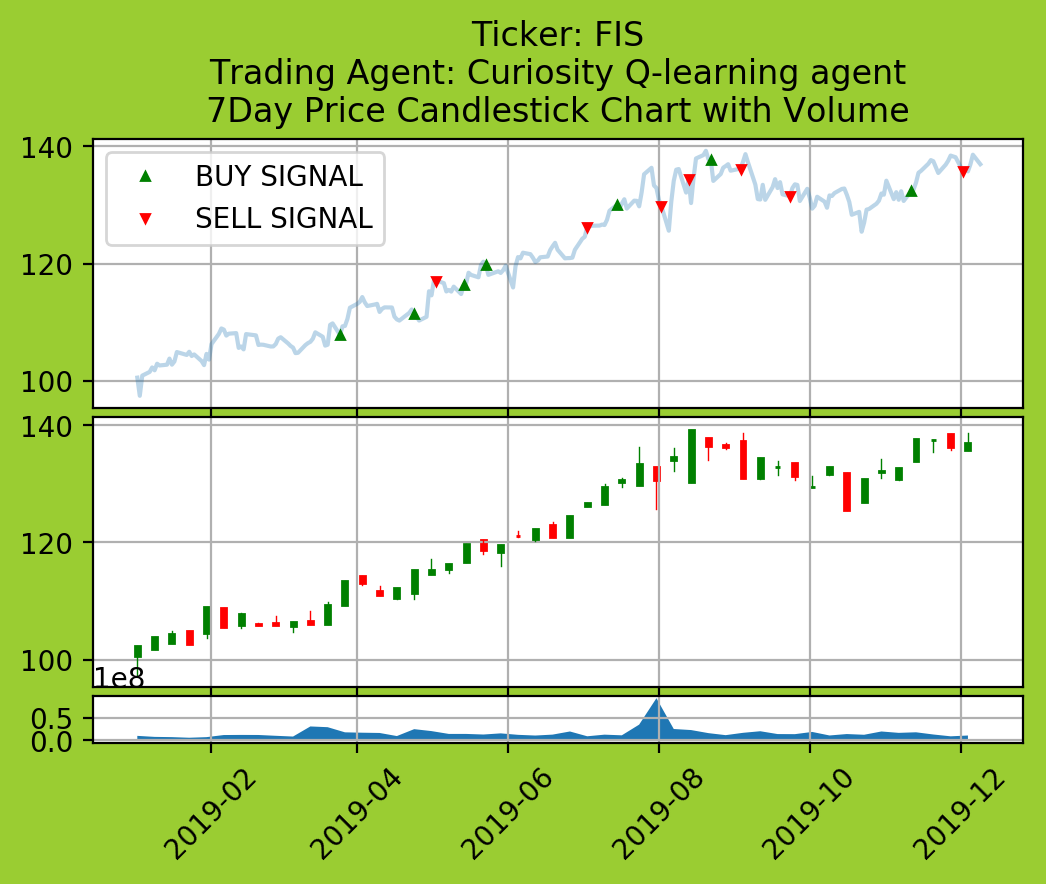 Ticker: FIS
Trading Agent: Curiosity Q-learning agent
7Day Price Candlestick Chart with Volume
140
120
100
BUY SIGNAL
SELL SIGNAL
140
120
100
1e8
0.5
0.0
2019-02
2019-04
2019-06
2019-08
2019-10
2019-12